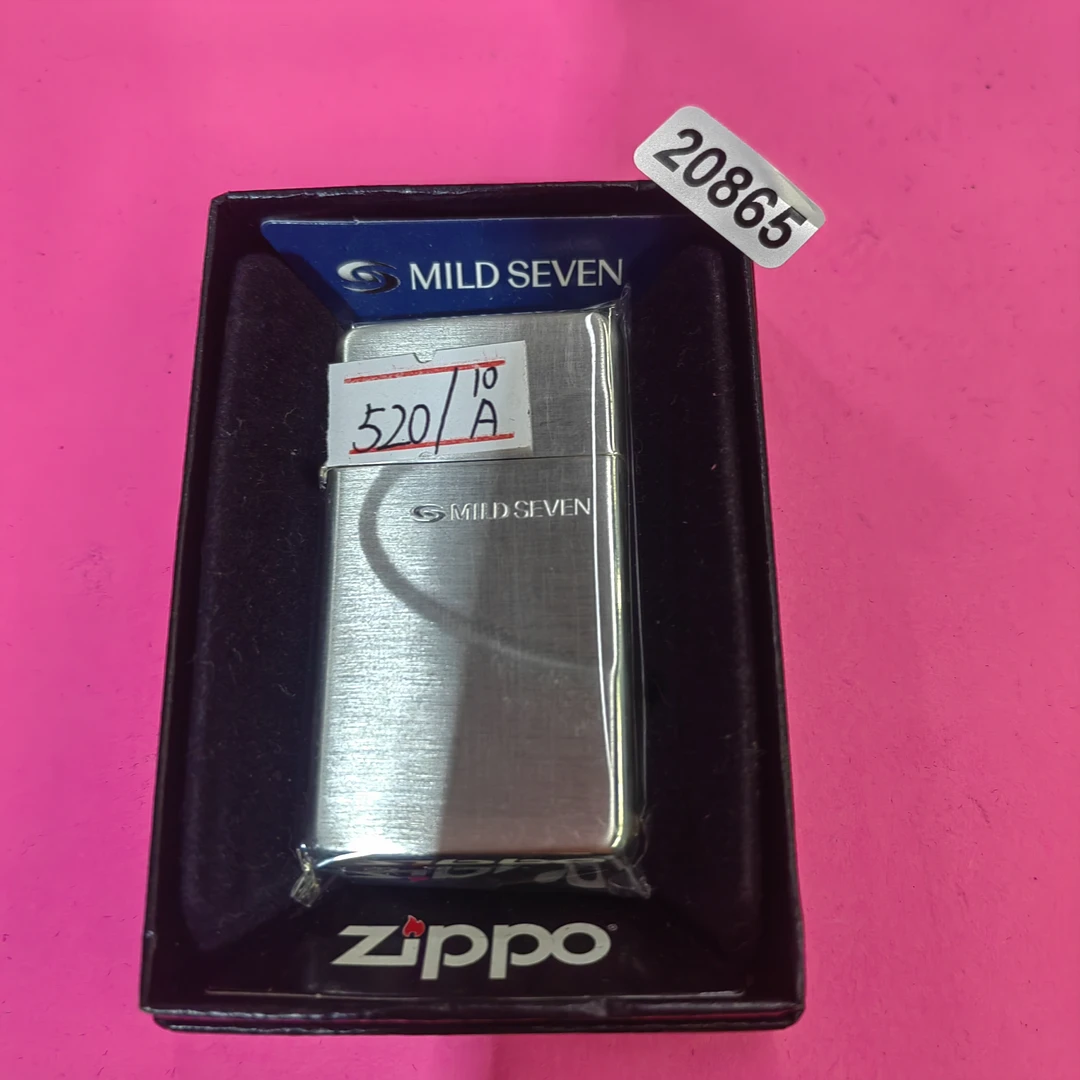 20865
MILD SEVEN
520/10 A
MILD SEVEN
zippo